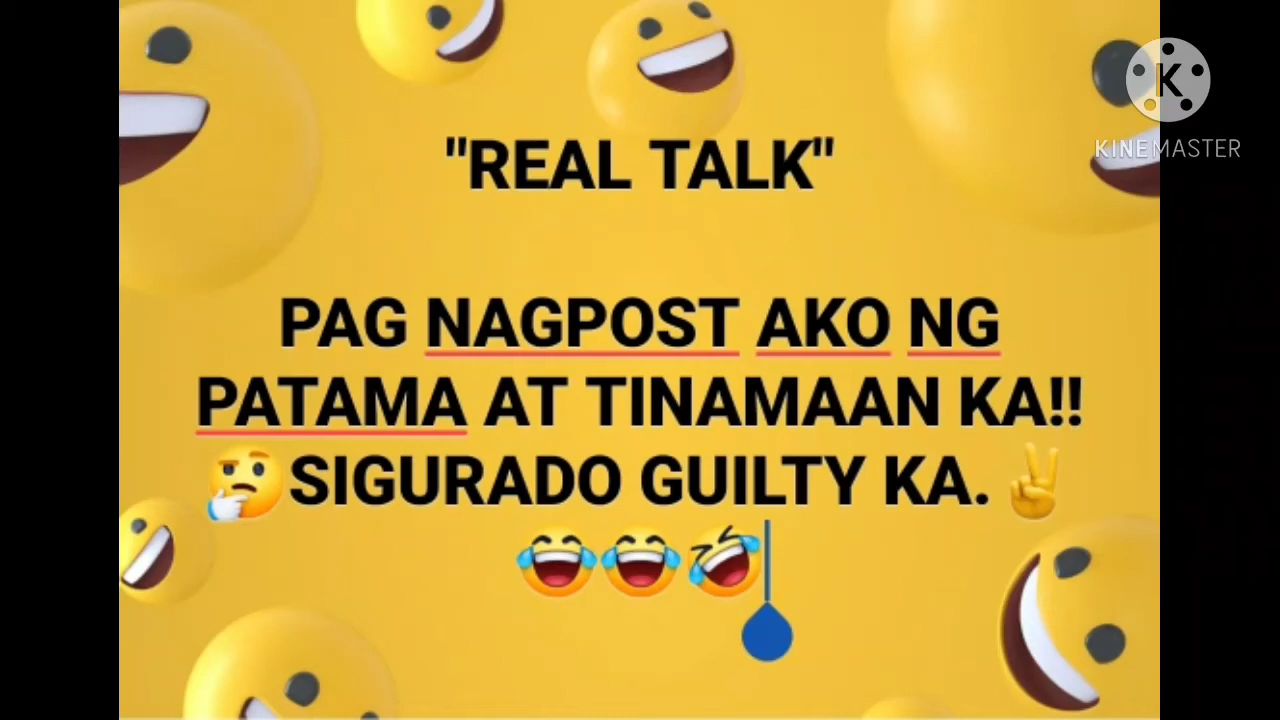 "REAL TALK"
KINEMASTER
PAG NAGPOST AKO NG
PATAMA AT TINAMAAN KA!!
🤔SIGURADO GUILTY KA.✌
😂😂🤣